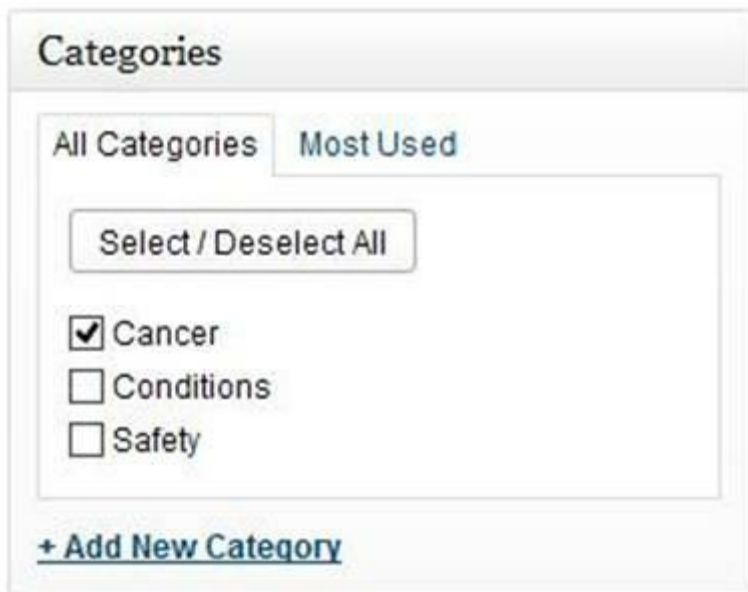 Categories
All Categories Most Used
Select / Deselect All
Cancer
Conditions
Safety
+ Add New Category